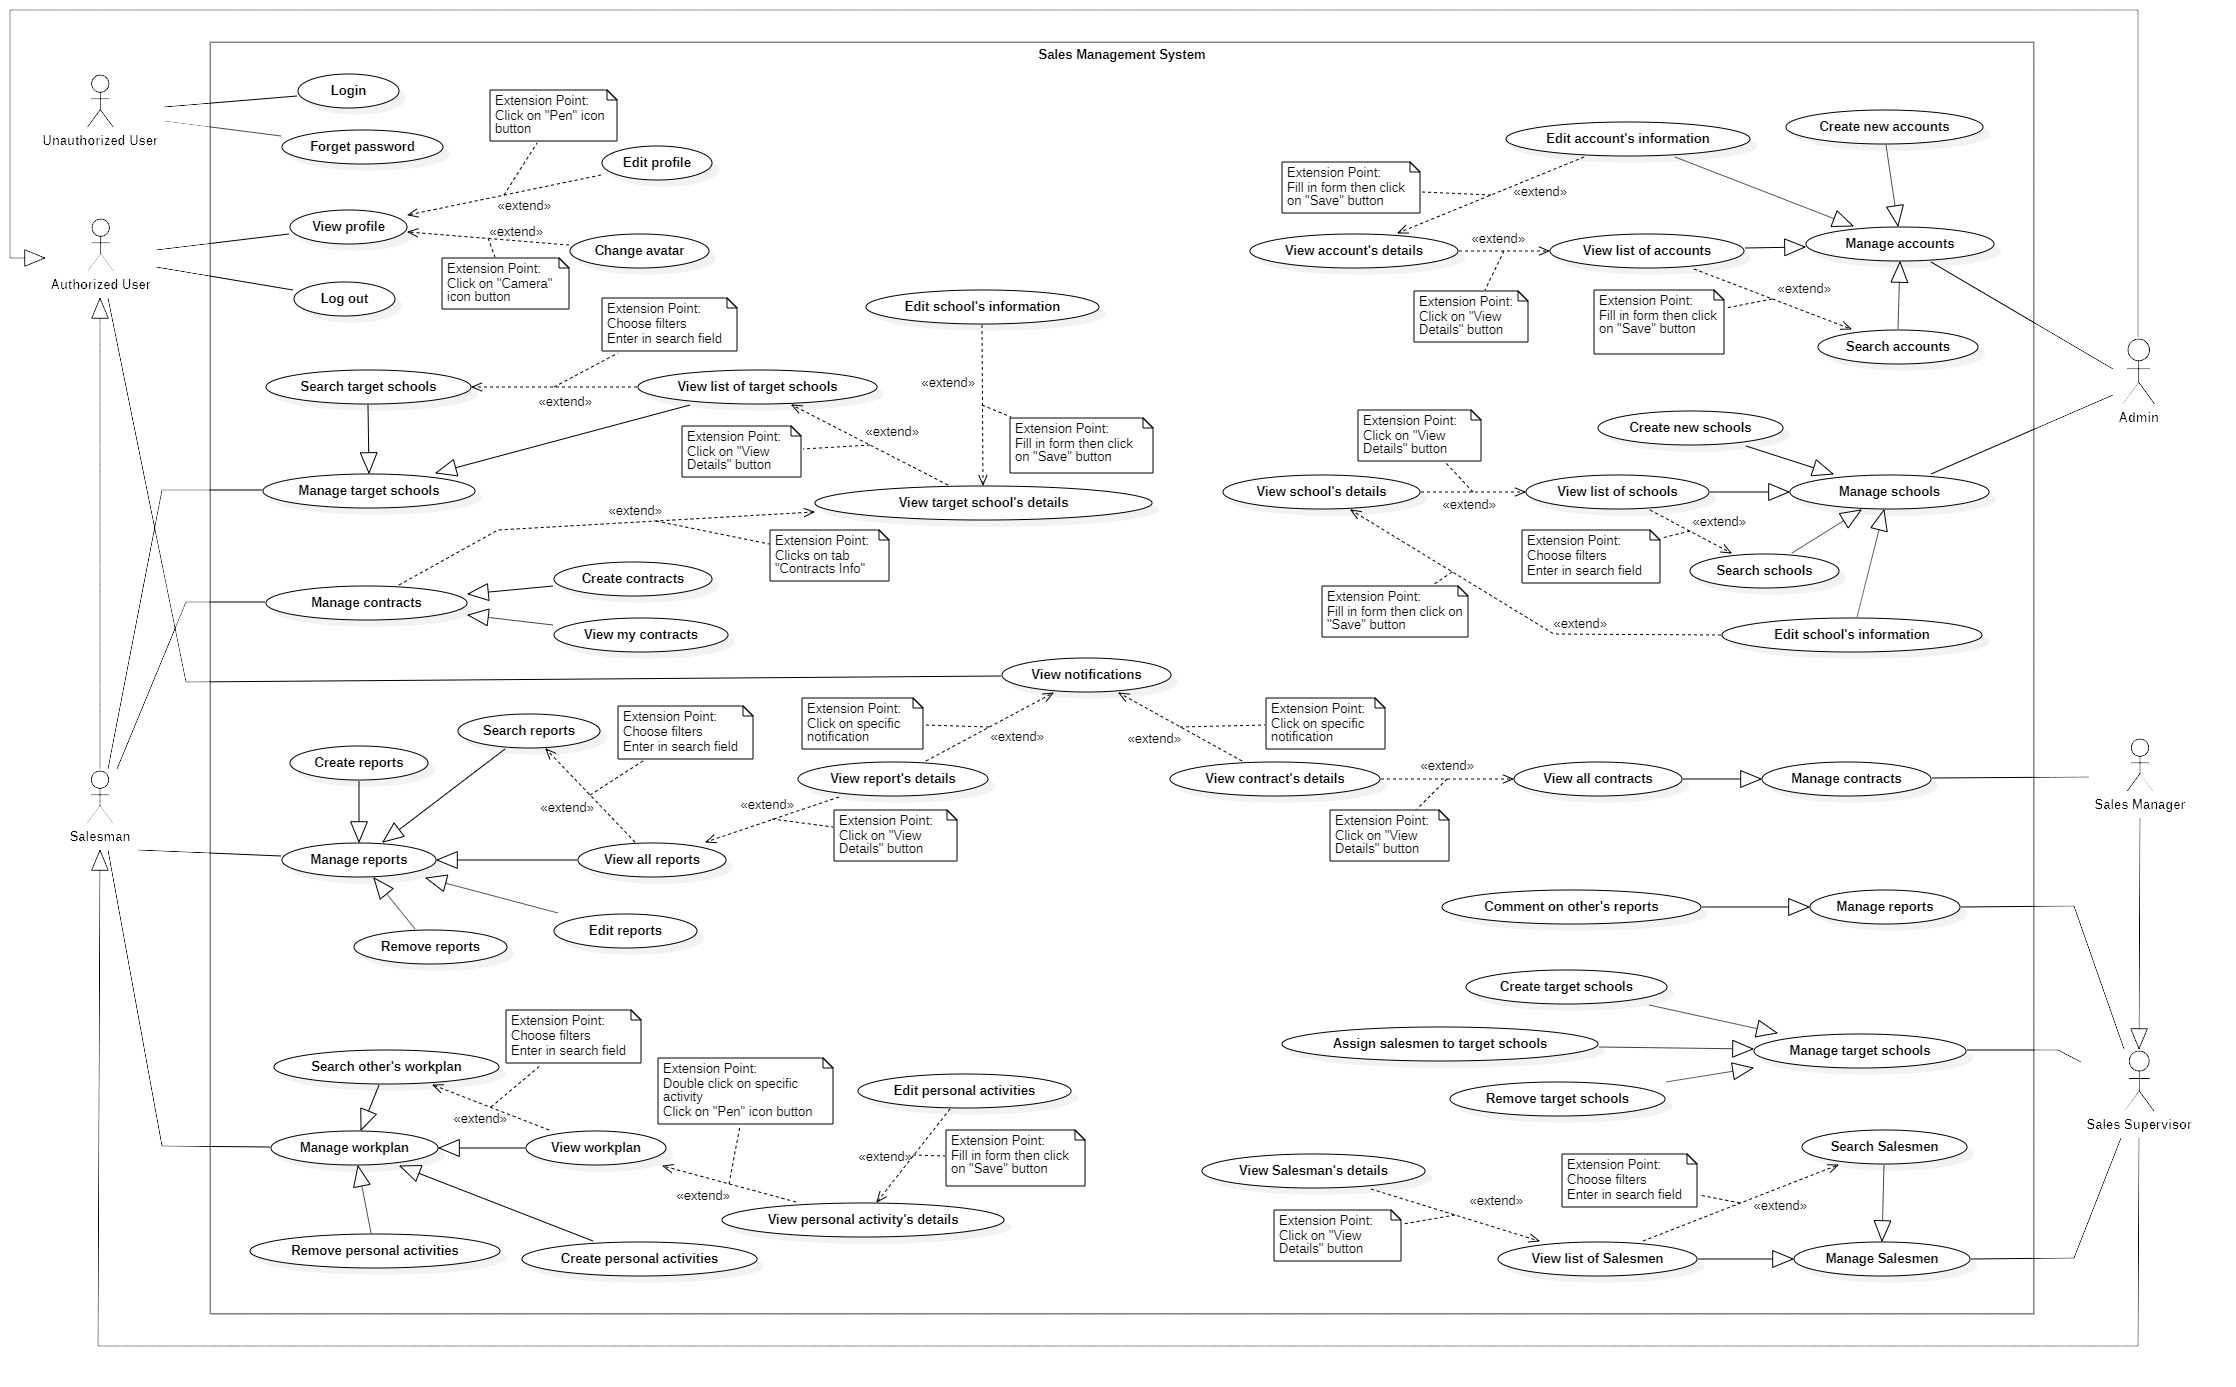 Sales Management System
Unauthorized User
Login
Forget password
Extension Point:
Click on "Pen" icon
button
Edit profile
«extend»
View profile
«extend»
Change avatar
Extension Point:
Click on "Camera"
icon button
Authorized User
Log out
Extension Point:
Choose filters
Enter in search field
Edit school's information
Search target schools
«extend»
View list of target schools
«extend»
«extend»
Extension Point:
Click on "View
Details" button
Extension Point:
Fill in form then click
on "Save" button
Manage target schools
View target school's details
«extend»
Extension Point:
Clicks on tab
"Contracts Info"
Manage contracts
Create contracts
View my contracts
Edit account's information
Create new accounts
Extension Point:
Fill in form then click
on "Save" button
«extend»
View account's details
«extend»
View list of accounts
Manage accounts
Extension Point:
Click on "View
Details" button
Extension Point:
Fill in form then click
on "Save" button
«extend»
Search accounts
Admin
Extension Point:
Click on "View
Details" button
Create new schools
View school's details
«extend»
View list of schools
Manage schools
Extension Point:
Choose filters
Enter in search field
«extend»
Search schools
Extension Point:
Fill in form then click on
"Save" button
«extend»
Edit school's information
View notifications
Extension Point:
Click on specific
notification
«extend»
«extend»
Extension Point:
Click on specific
notification
Search reports
Extension Point:
Choose filters
Enter in search field
Create reports
«extend»
View report's details
«extend»
Extension Point:
Click on "View
Details" button
Salesman
Manage reports
View all reports
Remove reports
Edit reports
View contract's details
«extend»
View all contracts
Manage contracts
Sales Manager
Extension Point:
Click on "View
Details" button
Comment on other's reports
Manage reports
Create target schools
Assign salesmen to target schools
Manage target schools
Remove target schools
Sales Supervisor
Extension Point:
Choose filters
Enter in search field
Search other's workplan
«extend»
Extension Point:
Double click on specific
activity
Click on "Pen" icon button
Edit personal activities
Manage workplan
View workplan
«extend»
Extension Point:
Fill in form then click
on "Save" button
«extend»
View personal activity's details
Remove personal activities
Create personal activities
View Salesman's details
Extension Point:
Choose filters
Enter in search field
Search Salesmen
«extend»
«extend»
Extension Point:
Click on "View
Details" button
View list of Salesmen
Manage Salesmen